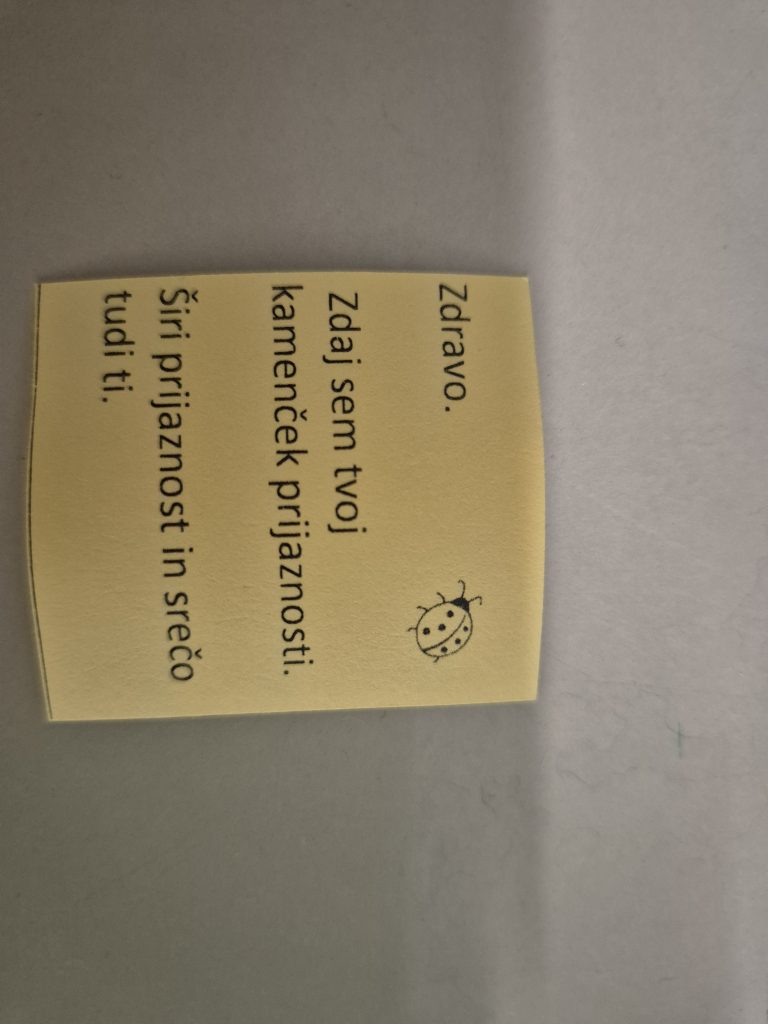 Zdravo.
Zdaj sem tvoj
kamenček prijaznosti.
Širi prijaznost in srečo
tudi ti.